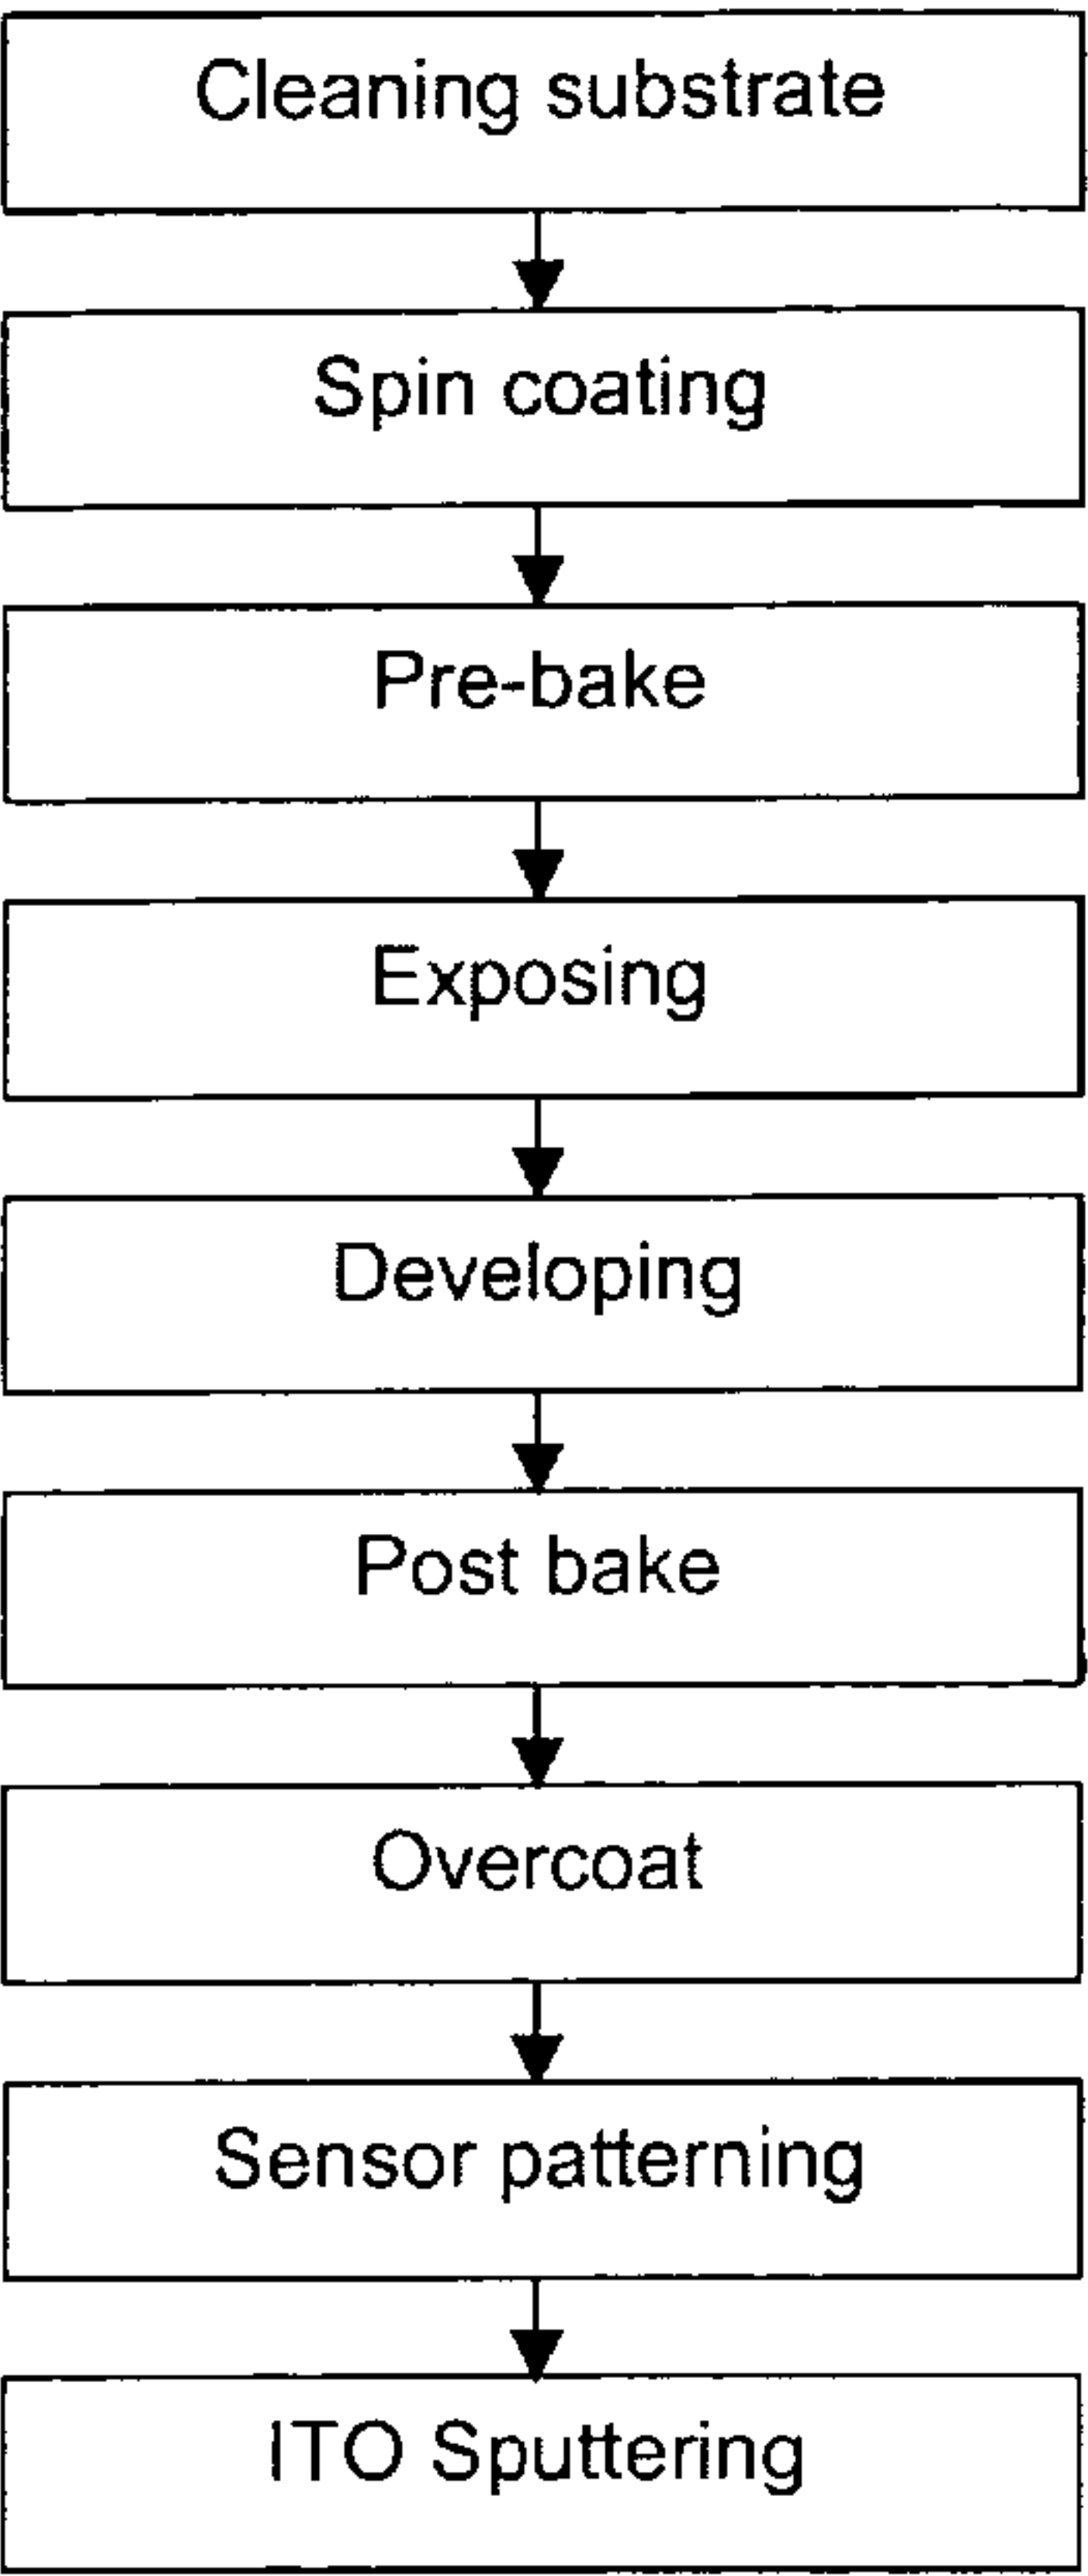 Cleaning substrate
Spin coating
Pre-bake
Exposing
Developing
Post bake
Overcoat
Sensor patterning
ITO Sputtering